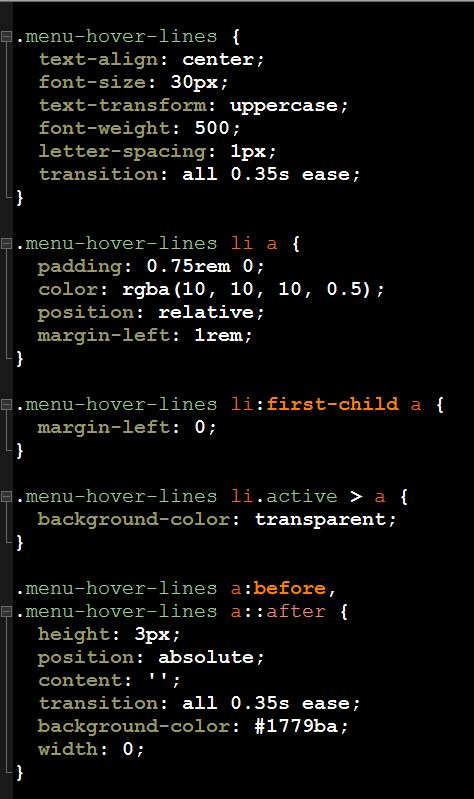 .menu-hover-lines {
  text-align: center;
  font-size: 30px;
  text-transform: uppercase;
  font-weight: 500;
  letter-spacing: 1px;
  transition: all 0.35s ease;
}

.menu-hover-lines li a {
  padding: 0.75rem 0;
  color: rgba(10, 10, 10, 0.5);
  position: relative;
  margin-left: 1rem;
}

.menu-hover-lines li:first-child a {
  margin-left: 0;
}

.menu-hover-lines li.active > a {
  background-color: transparent;
}

.menu-hover-lines a:before,
.menu-hover-lines a::after {
  height: 3px;
  position: absolute;
  content: '';
  transition: all 0.35s ease;
  background-color: #1779ba;
  width: 0;
}